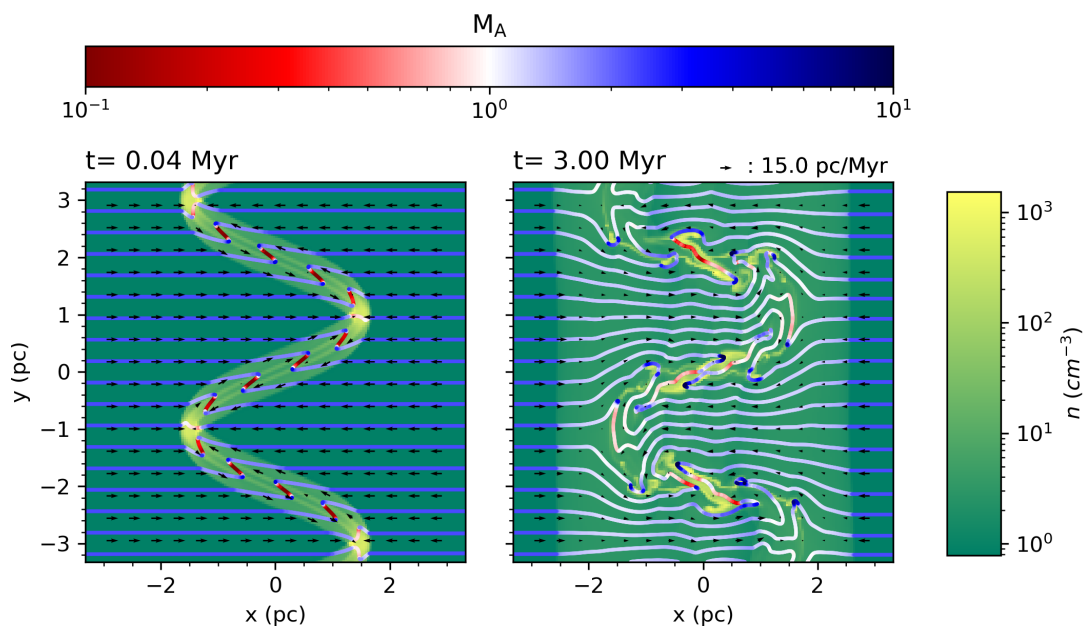 M_A
10^{-1} 10^0 10^1
t= 0.04 Myr
t= 3.00 Myr
: 15.0 pc/Myr
3
2
1
0
−1
−2
−3
y (pc)
−2 0 2
x (pc)
−2 0 2
x (pc)
10^3
10^2
10^1
10^0
n (cm^{−3})